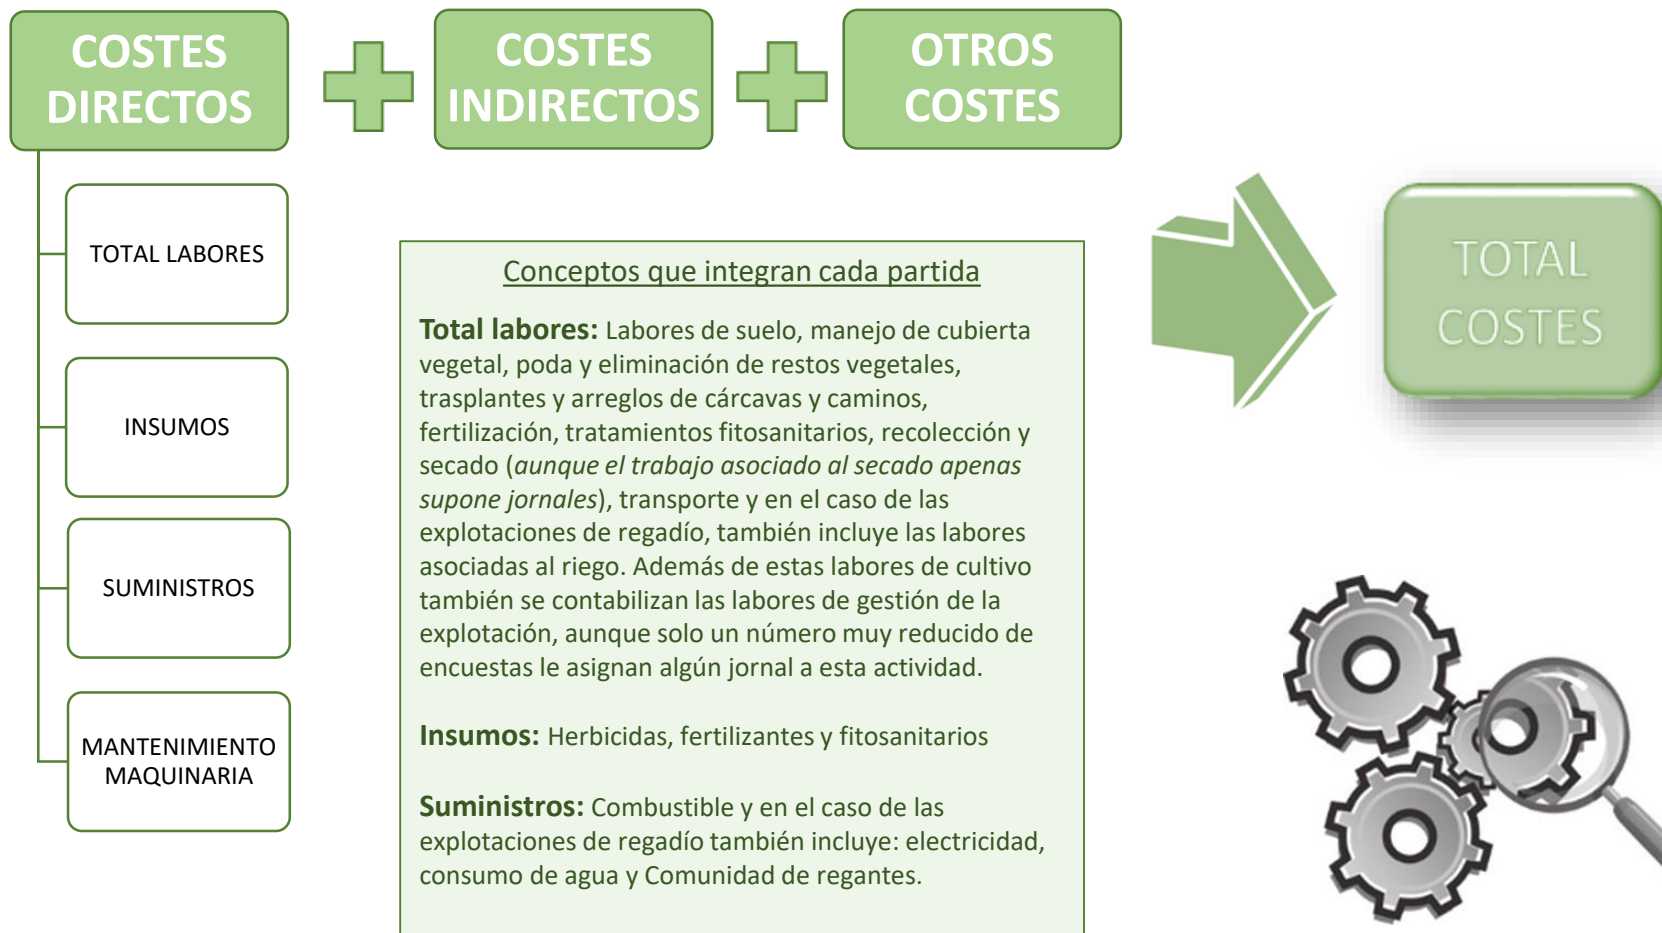 COSTES
DIRECTOS
COSTES
INDIRECTOS
OTROS
COSTES
TOTAL LABORES
INSUMOS
SUMINISTROS
MANTENIMIENTO
MAQUINARIA
Conceptos que integran cada partida
Total labores: Labores de suelo, manejo de cubierta
vegetal, poda y eliminación de restos vegetales,
trasplantes y arreglos de cárcavas y caminos,
fertilización, tratamientos fitosanitarios, recolección y
secado (aunque el trabajo asociado al secado apenas
supone jornales), transporte y en el caso de las
explotaciones de regadío, también incluye las labores
asociadas al riego. Además de estas labores de cultivo
también se contabilizan las labores de gestión de la
explotación, aunque solo un número muy reducido de
encuestas le asignan algún jornal a esta actividad.
Insumos: Herbicidas, fertilizantes y fitosanitarios
Suministros: Combustible y en el caso de las
explotaciones de regadío también incluye: electricidad,
consumo de agua y Comunidad de regantes.
TOTAL
COSTES